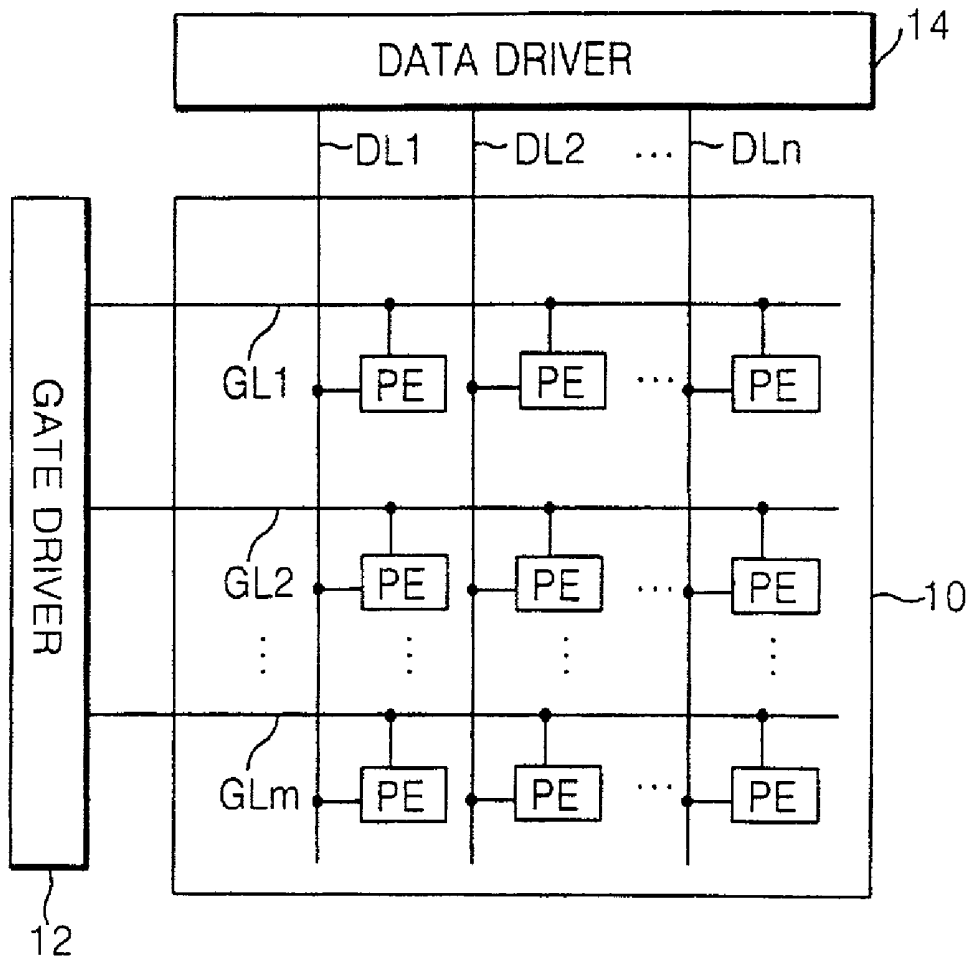 14
DATA DRIVER
DL1 DL2 ... DLn
GL1 PE PE ... PE
GATE DRIVER
GL2 PE PE ... PE
10
GLm PE PE ... PE
12